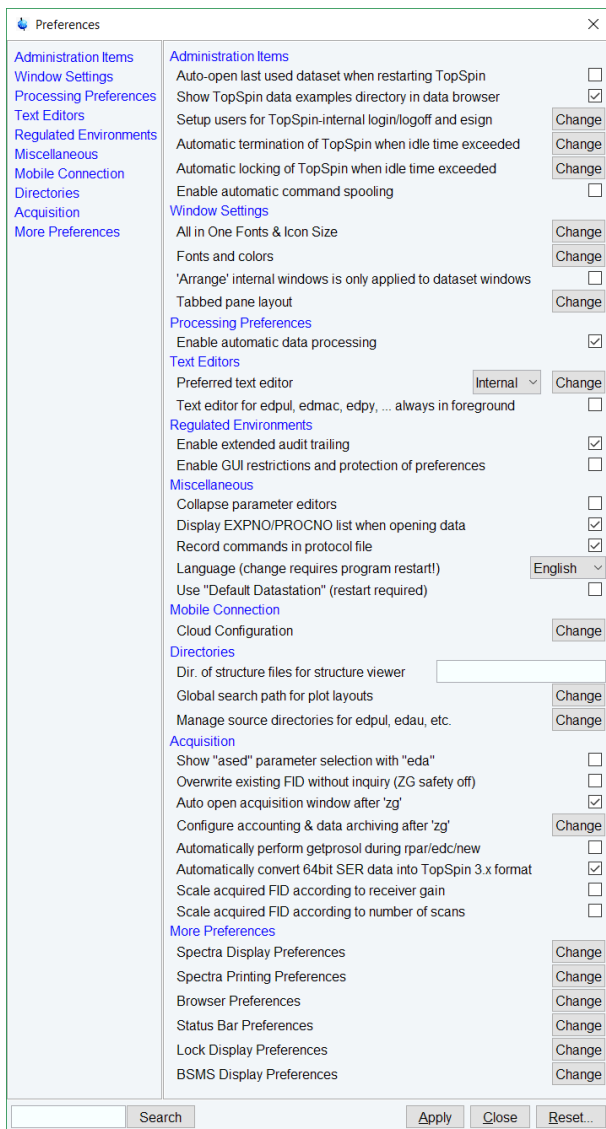 Preferences
Administration Items
Window Settings
Processing Preferences
Text Editors
Regulated Environments
Miscellaneous
Mobile Connection
Directories
Acquisition
More Preferences
Administration Items
Auto-open last used dataset when restarting TopSpin
Show TopSpin data examples directory in data browser
Setup users for TopSpin-internal login/logoff and esign Change
Automatic termination of TopSpin when idle time exceeded Change
Automatic locking of TopSpin when idle time exceeded Change
Enable automatic command spooling
Window Settings
All in One Fonts & Icon Size Change
Fonts and colors Change
'Arrange' internal windows is only applied to dataset windows
Tabbed pane layout Change
Processing Preferences
Enable automatic data processing
Text Editors
Preferred text editor Internal Change
Text editor for edpul, edmac, edpy, ... always in foreground
Regulated Environments
Enable extended audit trailing
Enable GUI restrictions and protection of preferences
Miscellaneous
Collapse parameter editors
Display EXPNO/PROCNO list when opening data
Record commands in protocol file
Language (change requires program restart!) English
Use "Default Datastation" (restart required)
Mobile Connection
Cloud Configuration Change
Directories
Dir. of structure files for structure viewer
Global search path for plot layouts Change
Manage source directories for edpul, edau, etc. Change
Acquisition
Show "ased" parameter selection with "eda"
Overwrite existing FID without inquiry (ZG safety off)
Auto open acquisition window after 'zg'
Configure accounting & data archiving after 'zg' Change
Automatically perform getprosol during rpar/edc/new
Automatically convert 64bit SER data into TopSpin 3.x format
Scale acquired FID according to receiver gain
Scale acquired FID according to number of scans
More Preferences
Spectra Display Preferences Change
Spectra Printing Preferences Change
Browser Preferences Change
Status Bar Preferences Change
Lock Display Preferences Change
BSMS Display Preferences Change
Search Apply Close Reset...